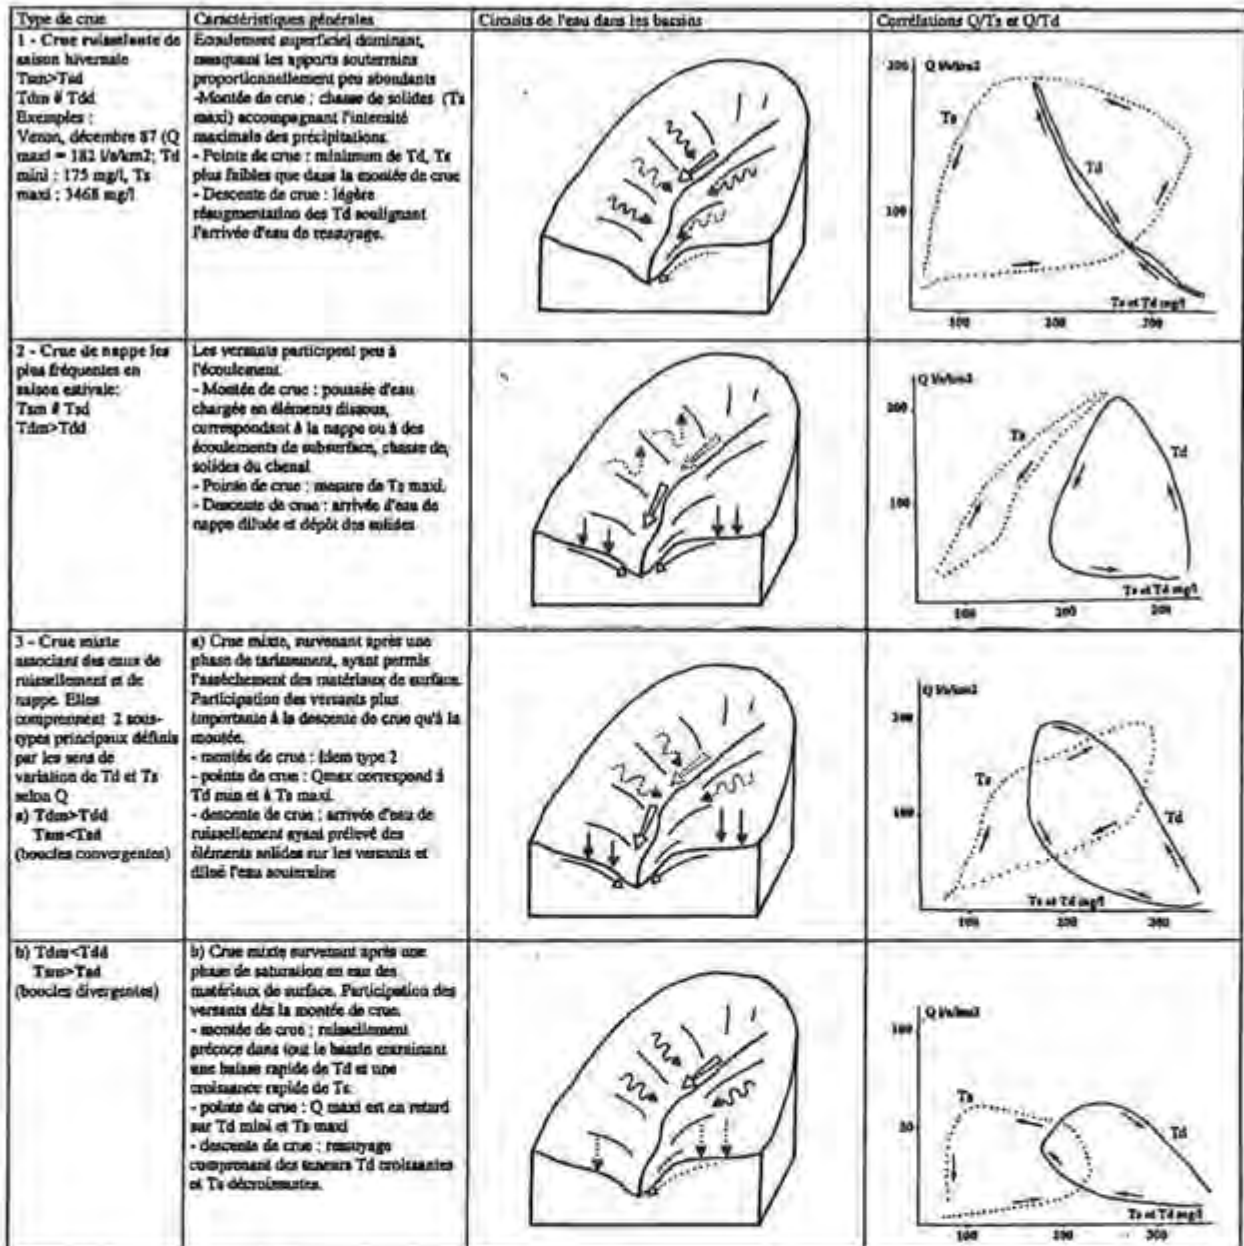 Type de crue
Caractéristiques générales
Circuits de l'eau dans les bassins
Corrélations Q/Ts et Q/Td
1 - Crue ruisselante de
saison hivernale
Tsm>Tsd
Tdm # Tdd
Exemples :
Venon, décembre 87 (Q
maxi = 182 l/s/km2; Td
mini : 175 mg/l, Ts
maxi : 3468 mg/l
Ecoulement superficiel dominant,
masquant les apports souterrains
proportionnellement peu abondants
-Montée de crue : chasse de solides (Ts
maxi) accompagnant l'intensité
maximale des précipitations.
- Pointe de crue : minimum de Td, Ts
plus faibles que dans la montée de crue
- Descente de crue : légère
réaugmentation des Td soulignant
l'arrivée d'eau de ressuyage.
Q l/s/km2
200
100
Ts
Td
Ts et Td mg/l
100
200
300
2 - Crue de nappe les
plus fréquentes en
saison estivale:
Tsm # Tsd
Tdm>Tdd
Les versants participent peu à
l'écoulement
- Montée de crue : poussée d'eau
chargée en éléments dissous,
correspondant à la nappe ou à des
écoulements de subsurface, chasse de
solides du chenal
- Pointe de crue : mesure de Ts maxi.
- Descente de crue : arrivée d'eau de
nappe diluée et dépôt des solides
Q l/s/km2
200
100
Ts
Td
Ts et Td mg/l
100
200
3 - Crue mixte
associant des eaux de
ruissellement et de
nappe. Elles
comprennent 2 sous-
types principaux définis
par les sens de
variation de Td et Ts
selon Q
a) Tdm>Tdd
Tsm<Tsd
(boucles convergentes)
a) Crue mixte, survenant après une
phase de tarissement, ayant permis
l'assèchement des matériaux de surface.
Participation des versants plus
importante à la descente de crue qu'à la
montée.
- montée de crue : idem type 2
- pointe de crue : Qmax correspond à
Td min et à Ts maxi.
- descente de crue : arrivée d'eau de
ruissellement ayant prélevé des
éléments solides sur les versants et
dilué l'eau souterraine
Q l/s/km2
200
100
Ts
Td
Ts et Td mg/l
100
200
300
b) Tdm<Tdd
Tsm>Tsd
(boucles divergentes)
b) Crue mixte survenant après une
phase de saturation en eau des
matériaux de surface. Participation des
versants dès la montée de crue.
- montée de crue : ruissellement
précoce dans tout le bassin entrainant
une baisse rapide de Td et une
croissance rapide de Ts.
- pointe de crue : Q maxi est en retard
sur Td mini et Ts maxi
- descente de crue : ressuyage
comprenant des teneurs Td croissantes
et Ts décroissantes.
Q l/s/km2
100
50
Ts
Td
Ts et Td mg/l
100
200
300